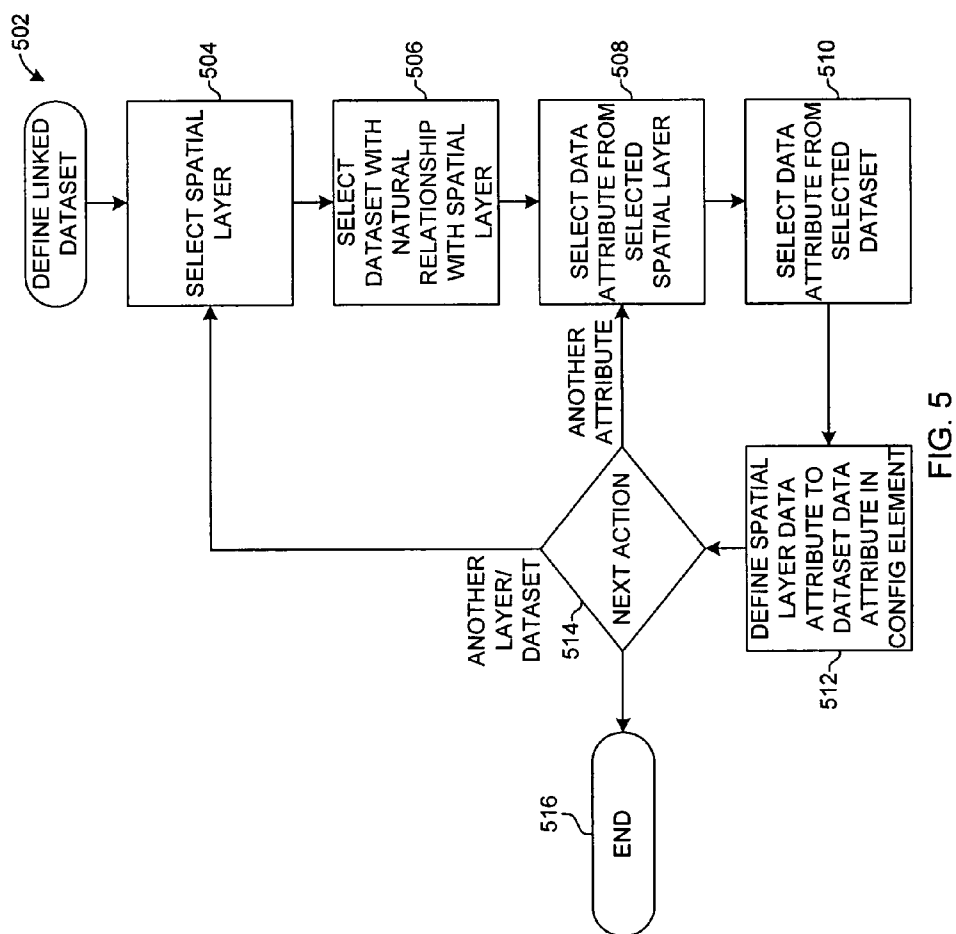 502
DEFINE LINKED
DATASET
504
SELECT SPATIAL
LAYER
506
SELECT
DATASET WITH
NATURAL
RELATIONSHIP
WITH SPATIAL
LAYER
508
SELECT DATA
ATTRIBUTE FROM
SELECTED
SPATIAL LAYER
510
SELECT DATA
ATTRIBUTE FROM
SELECTED
DATASET
512
DEFINE SPATIAL
LAYER DATA
ATTRIBUTE TO
DATASET DATA
ATTRIBUTE IN
CONFIG ELEMENT
514
NEXT ACTION
ANOTHER
ATTRIBUTE
ANOTHER
LAYER/
DATASET
516
END
FIG. 5